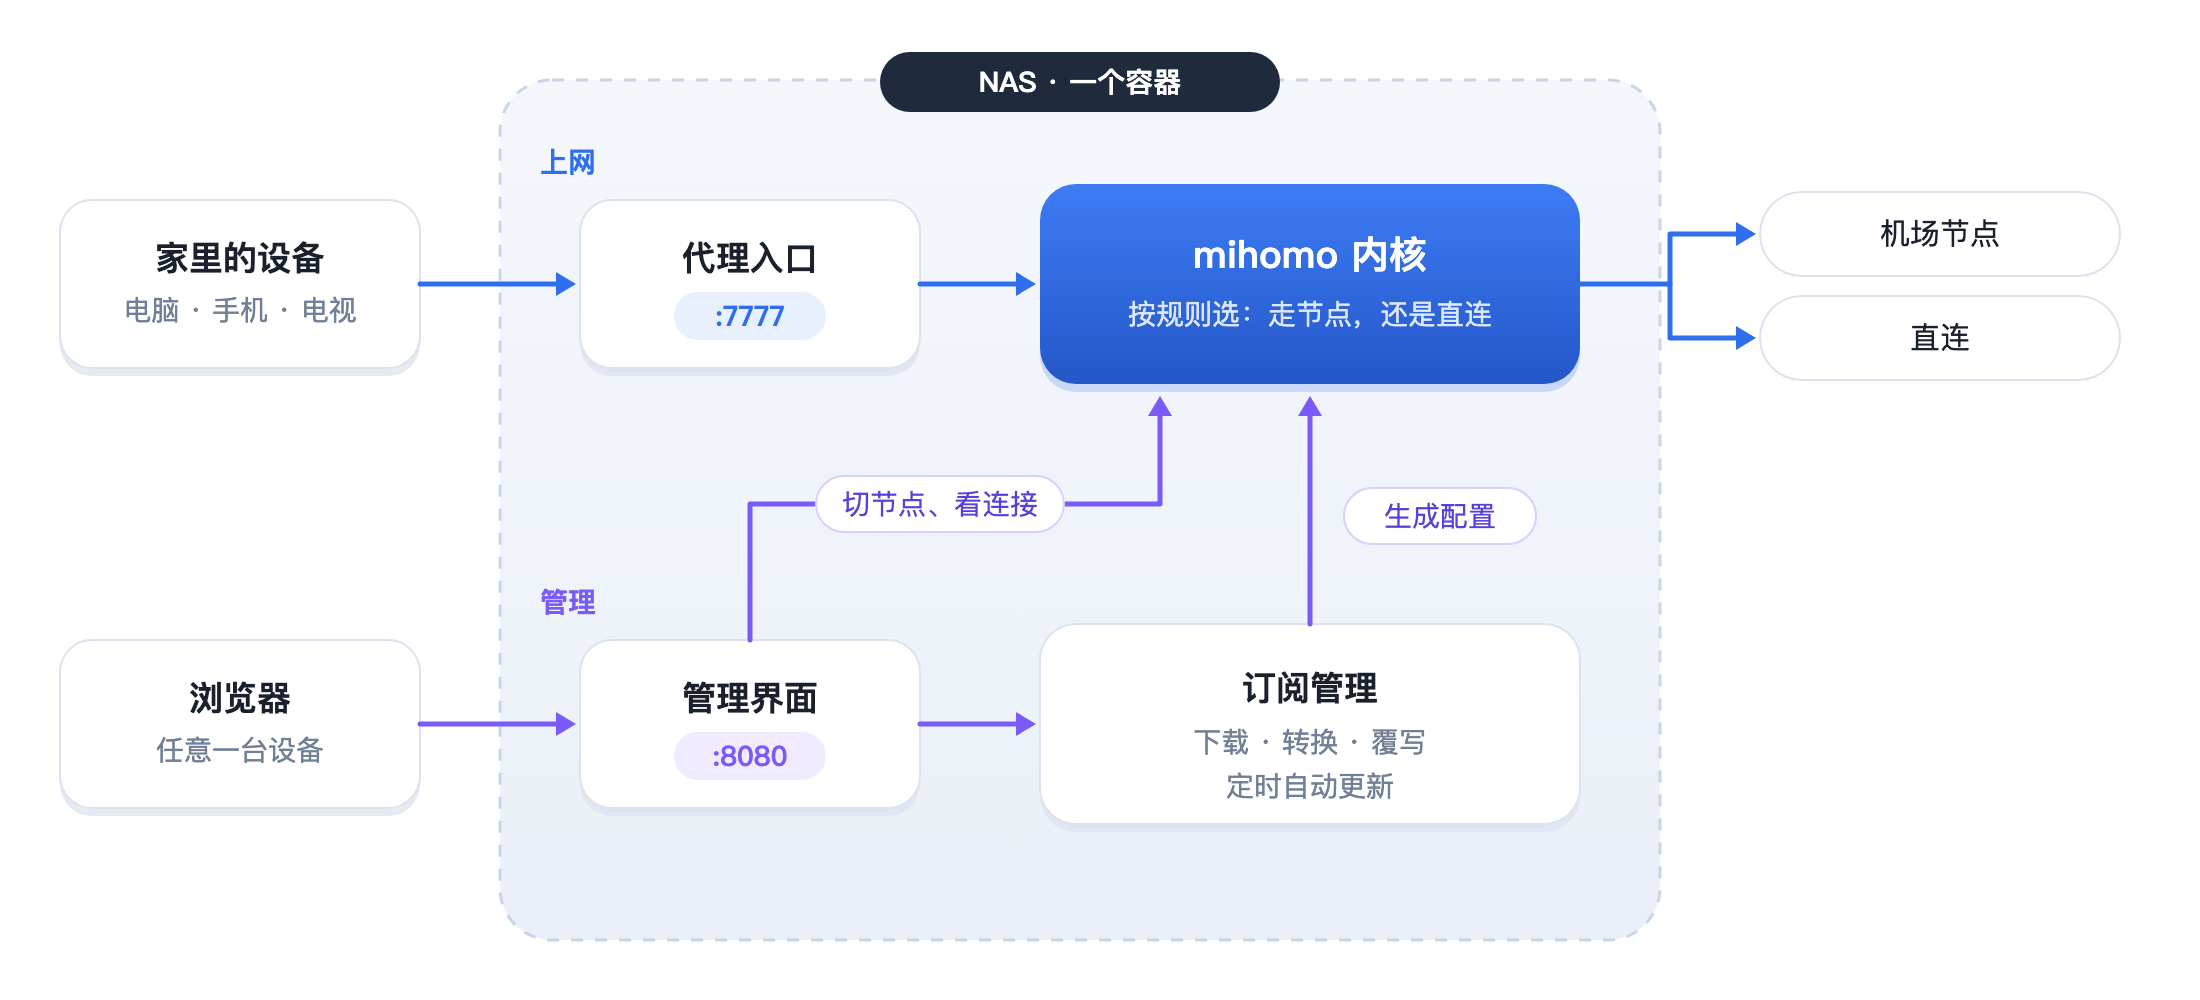 NAS · 一个容器
上网
家里的设备
电脑 · 手机 · 电视
代理入口
:7777
mihomo 内核
按规则选：走节点，还是直连
机场节点
直连
切节点、看连接
生成配置
管理
浏览器
任意一台设备
管理界面
:8080
订阅管理
下载 · 转换 · 覆写
定时自动更新